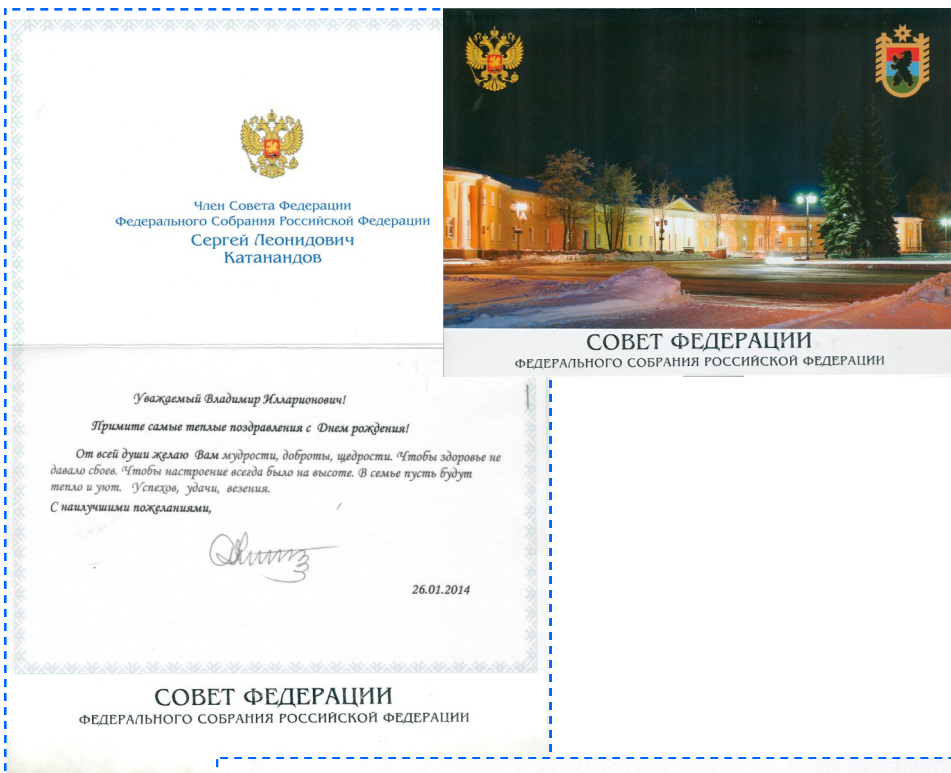 Член Совета Федерации
Федерального Собрания Российской Федерации
Сергей Леонидович
Катанандов
Уважаемый Владимир Илларионович!
Примите самые теплые поздравления с Днем рождения!
От всей души желаю Вам мудрости, доброты, щедрости. Чтобы здоровье не
давало сбоев. Чтобы настроение всегда было на высоте. В семье пусть будут
тепло и уют. Успехов, удачи, везения.
С наилучшими пожеланиями,
26.01.2014
СОВЕТ ФЕДЕРАЦИИ
ФЕДЕРАЛЬНОГО СОБРАНИЯ РОССИЙСКОЙ ФЕДЕРАЦИИ
СОВЕТ ФЕДЕРАЦИИ
ФЕДЕРАЛЬНОГО СОБРАНИЯ РОССИЙСКОЙ ФЕДЕРАЦИИ